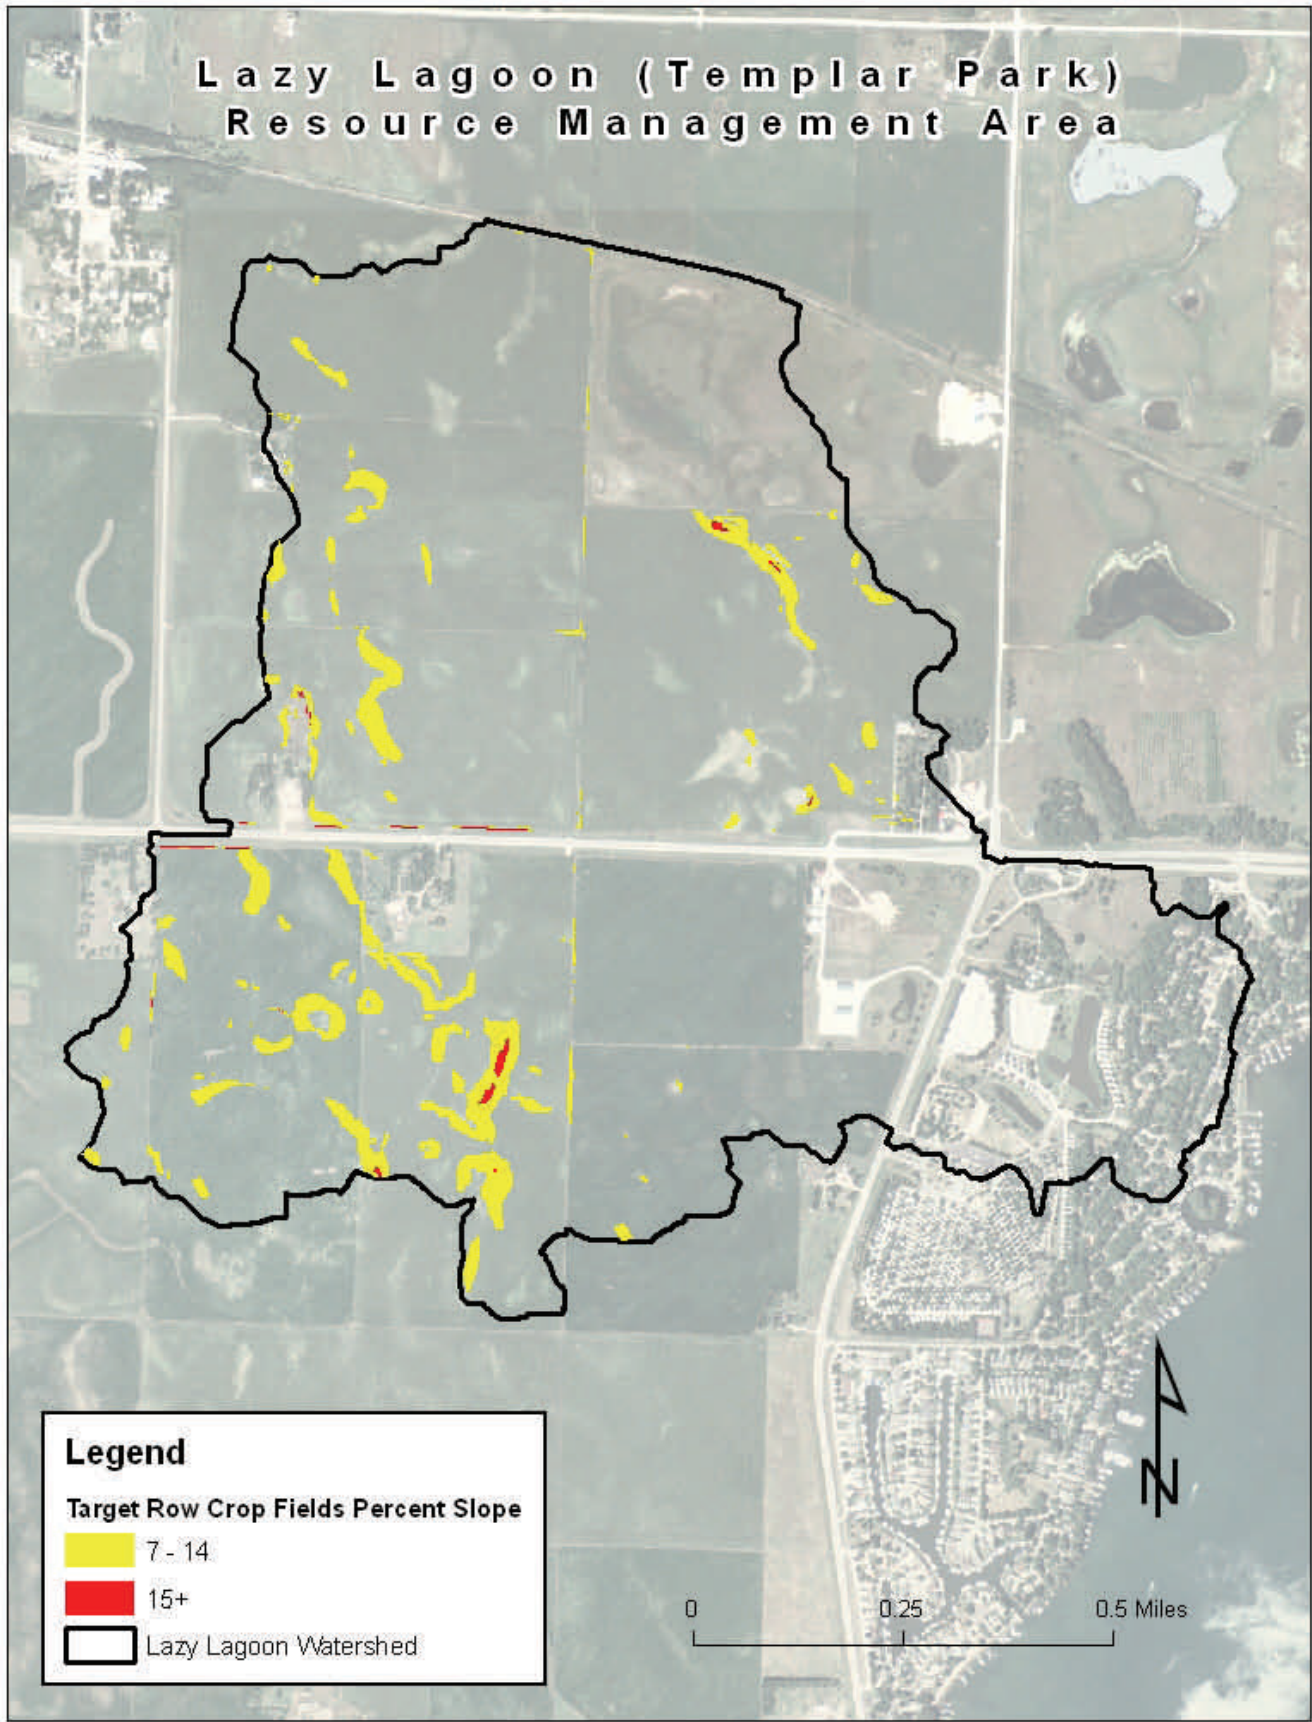 Lazy Lagoon (Templar Park)
Resource Management Area
Legend
Target Row Crop Fields Percent Slope
7 - 14
15+
Lazy Lagoon Watershed
N
0 0.25 0.5 Miles